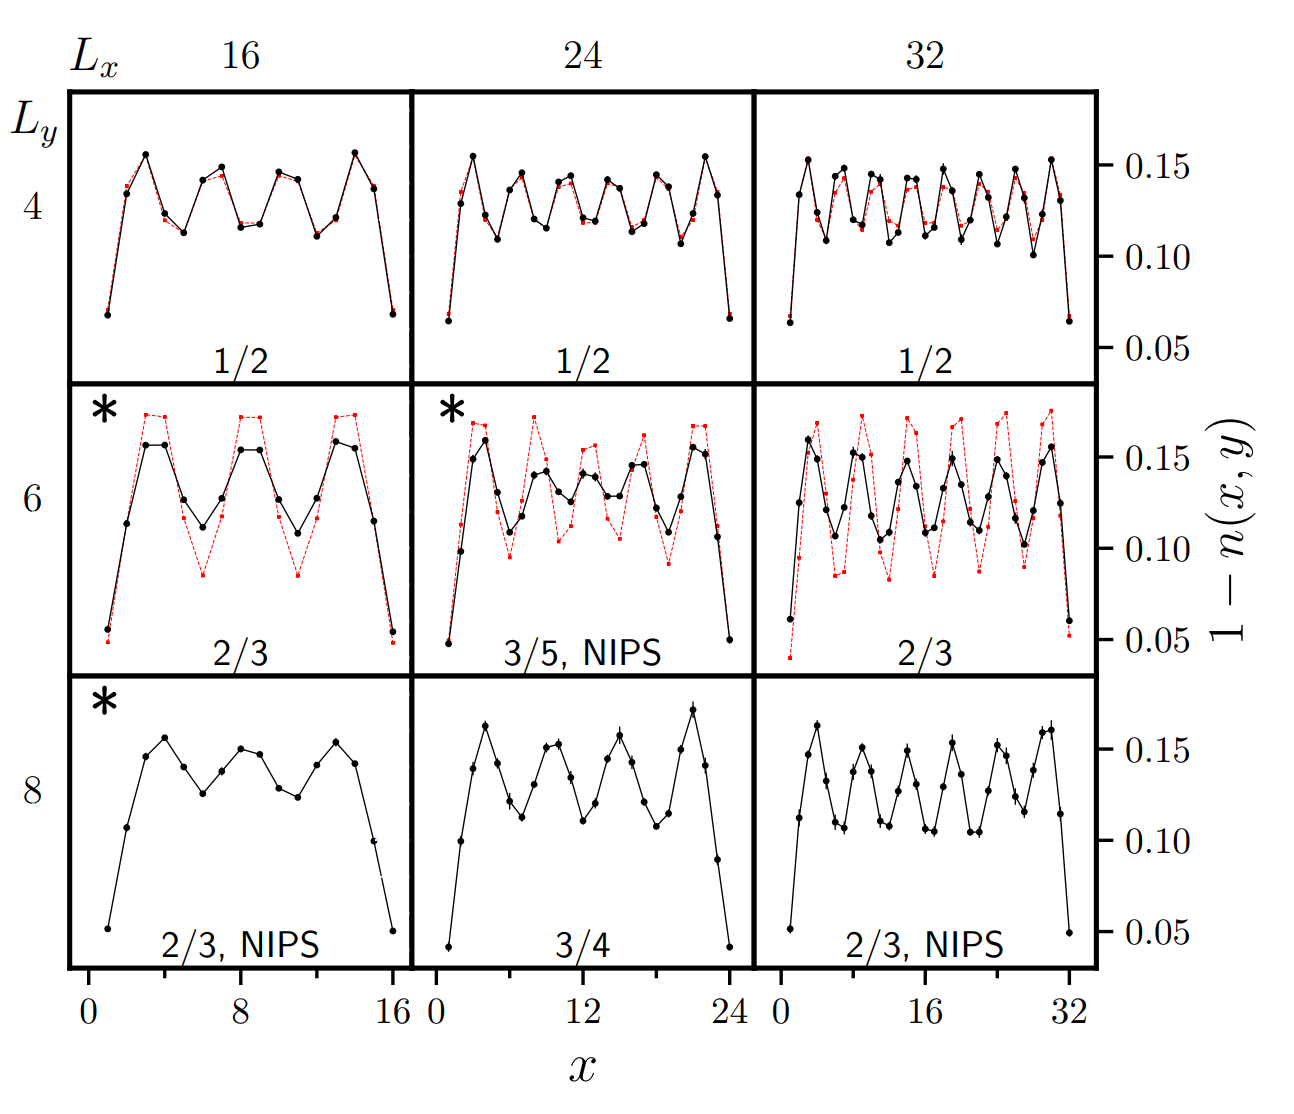 L_x 16 24 32
L_y
4
0.15
0.10
0.05
1/2 1/2 1/2
* *
6
0.15
0.10
0.05
2/3 3/5, NIPS 2/3
*
8
0.15
0.10
0.05
2/3, NIPS 3/4 2/3, NIPS
0 8 16 0 12 24 0 16 32
x
1 − n(x, y)